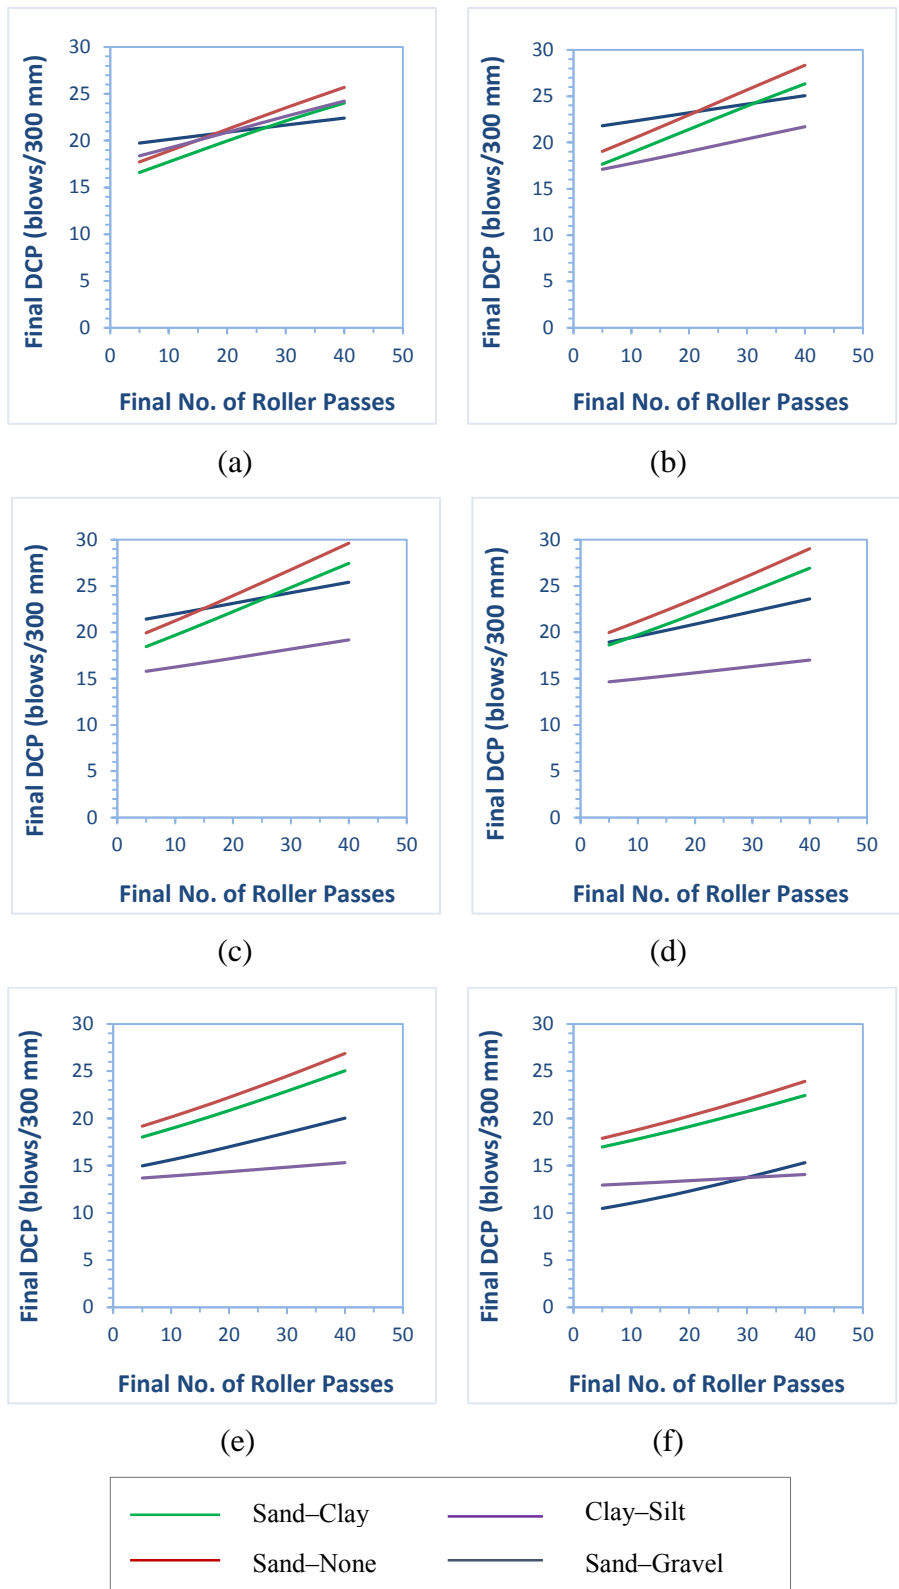 30
25
20
15
10
5
0
0 10 20 30 40 50
Final DCP (blows/300 mm)
Final No. of Roller Passes
(a)
30
25
20
15
10
5
0
0 10 20 30 40 50
Final DCP (blows/300 mm)
Final No. of Roller Passes
(b)
30
25
20
15
10
5
0
0 10 20 30 40 50
Final DCP (blows/300 mm)
Final No. of Roller Passes
(c)
30
25
20
15
10
5
0
0 10 20 30 40 50
Final DCP (blows/300 mm)
Final No. of Roller Passes
(d)
30
25
20
15
10
5
0
0 10 20 30 40 50
Final DCP (blows/300 mm)
Final No. of Roller Passes
(e)
30
25
20
15
10
5
0
0 10 20 30 40 50
Final DCP (blows/300 mm)
Final No. of Roller Passes
(f)
Sand–Clay Clay–Silt
Sand–None Sand–Gravel